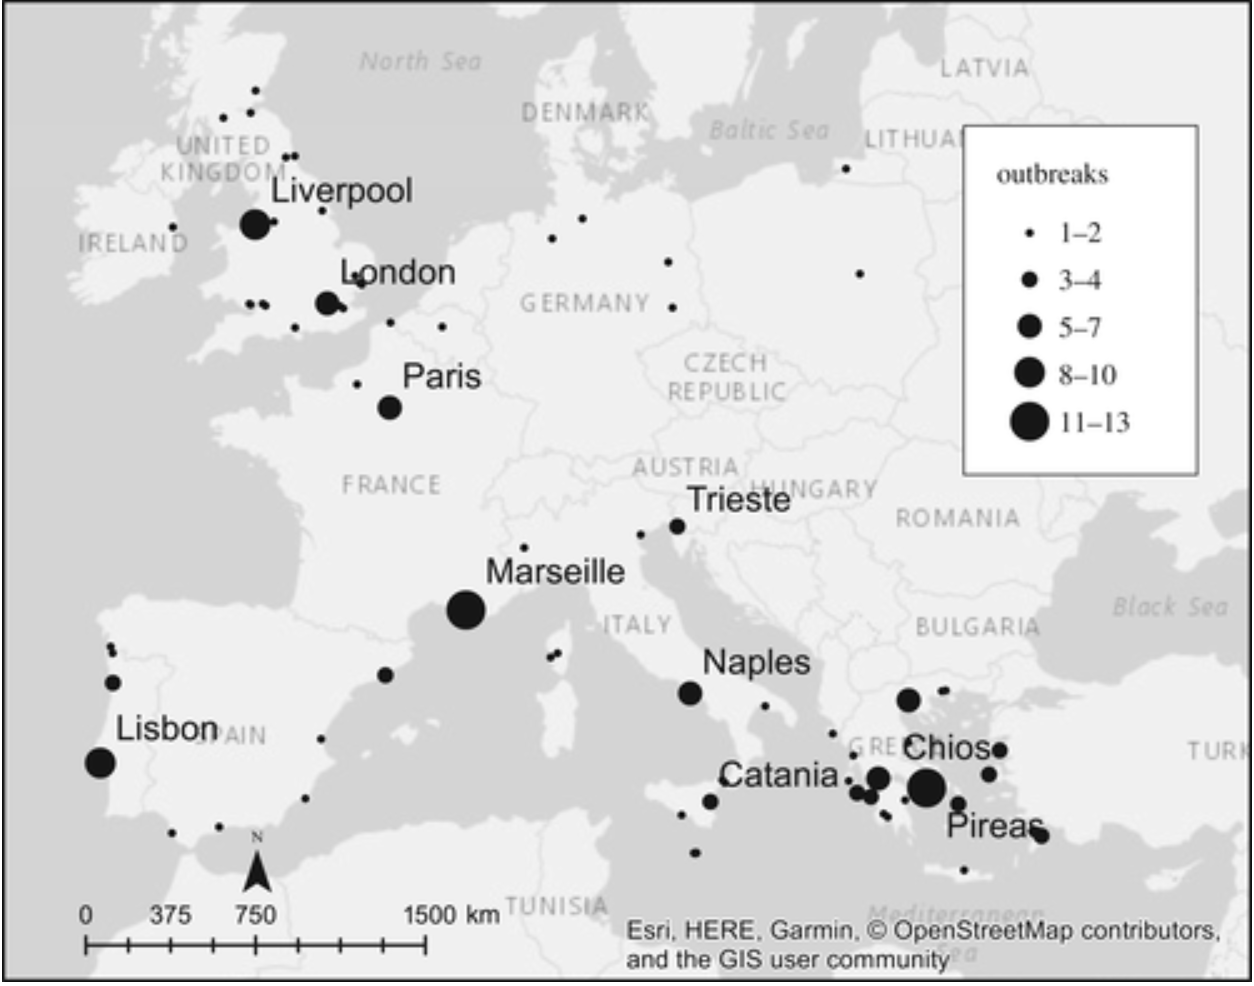 North Sea
LATVIA
DENMARK
Baltic Sea
LITHUAN
UNITED
KINGDOM
Liverpool
IRELAND
London
GERMANY
outbreaks
1–2
3–4
5–7
8–10
11–13
CZECH
REPUBLIC
Paris
FRANCE
AUSTRIA
HUNGARY
Trieste
ROMANIA
Marseille
Black Sea
ITALY
BULGARIA
Naples
Lisbon
SPAIN
GREE
Chios
TURK
Catania
Pireas
N
0 375 750 1500 km
TUNISIA
Mediterranean
Sea
Esri, HERE, Garmin, © OpenStreetMap contributors,
and the GIS user community